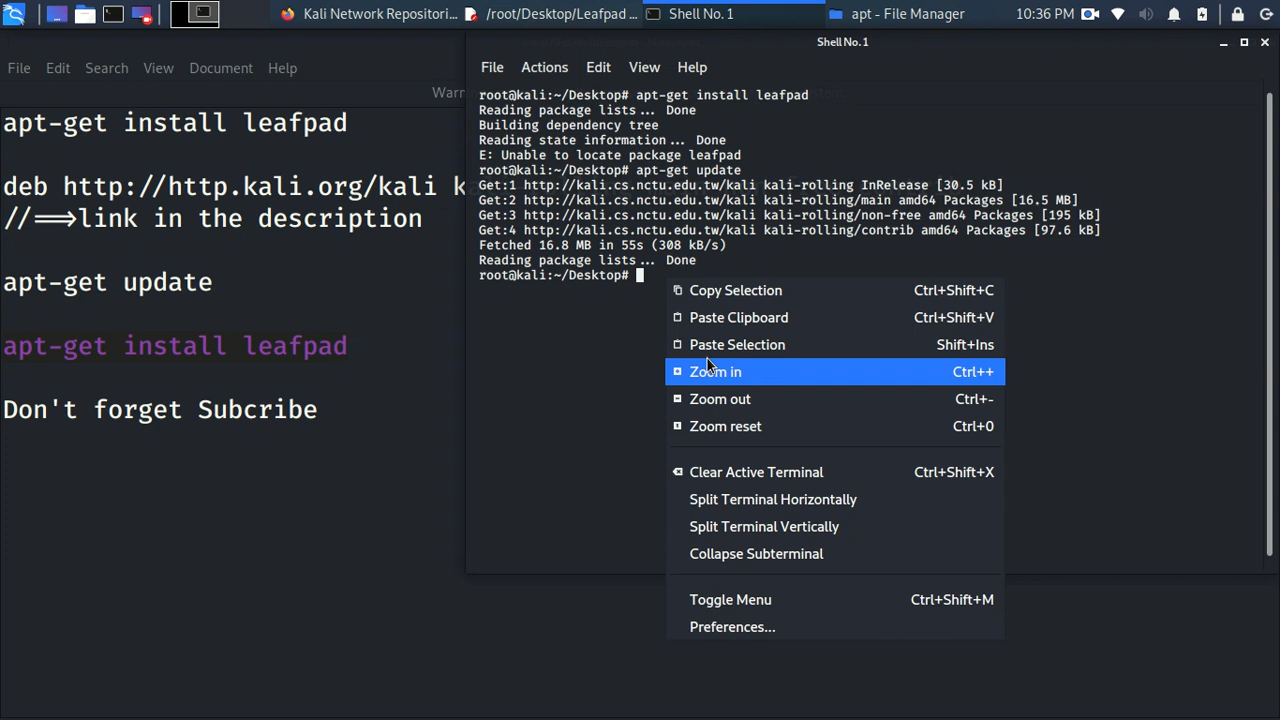 Kali Network Repositori...
/root/Desktop/Leafpad ...
Shell No. 1
apt - File Manager
10:36 PM
Shell No. 1
File Edit Search View Document Help
File Actions Edit View Help
Warn
apt-get install leafpad
deb http://http.kali.org/kali k
//==>link in the description
apt-get update
apt-get install leafpad
Don't forget Subcribe
root@kali:~/Desktop# apt-get install leafpad
Reading package lists... Done
Building dependency tree
Reading state information... Done
E: Unable to locate package leafpad
root@kali:~/Desktop# apt-get update
Get:1 http://kali.cs.nctu.edu.tw/kali kali-rolling InRelease [30.5 kB]
Get:2 http://kali.cs.nctu.edu.tw/kali kali-rolling/main amd64 Packages [16.5 MB]
Get:3 http://kali.cs.nctu.edu.tw/kali kali-rolling/non-free amd64 Packages [195 kB]
Get:4 http://kali.cs.nctu.edu.tw/kali kali-rolling/contrib amd64 Packages [97.6 kB]
Fetched 16.8 MB in 55s (308 kB/s)
Reading package lists... Done
root@kali:~/Desktop#
Copy Selection Ctrl+Shift+C
Paste Clipboard Ctrl+Shift+V
Paste Selection Shift+Ins
Zoom in Ctrl++
Zoom out Ctrl+-
Zoom reset Ctrl+0
Clear Active Terminal Ctrl+Shift+X
Split Terminal Horizontally
Split Terminal Vertically
Collapse Subterminal
Toggle Menu Ctrl+Shift+M
Preferences...